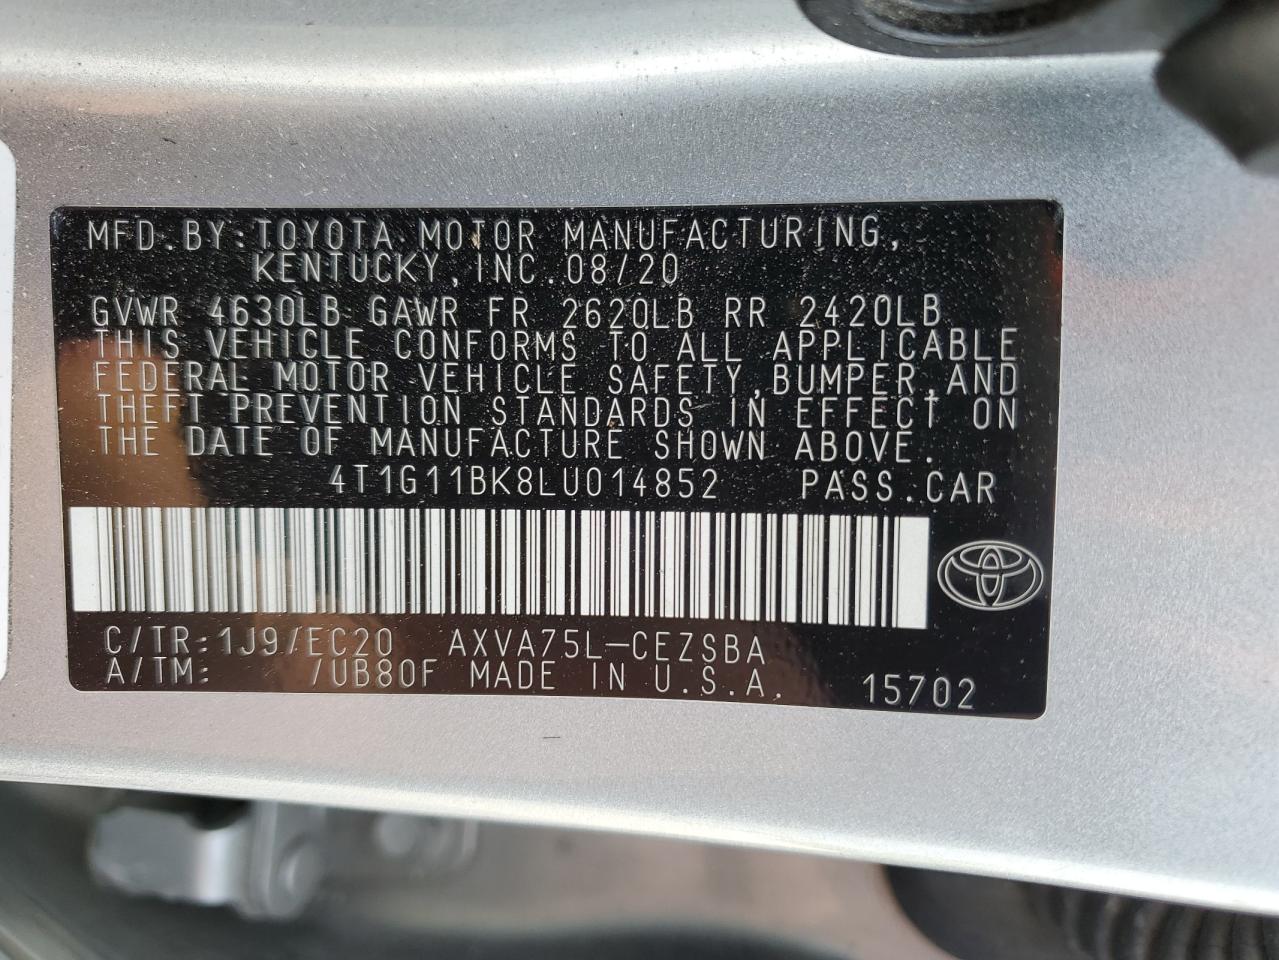 MFD.BY:TOYOTA MOTOR MANUFACTURING,
KENTUCKY,INC.08/20
GVWR 4630LB GAWR FR 2620LB RR 2420LB
THIS VEHICLE CONFORMS TO ALL APPLICABLE
FEDERAL MOTOR VEHICLE SAFETY,BUMPER,AND
THEFT PREVENTION STANDARDS IN EFFECT ON
THE DATE OF MANUFACTURE SHOWN ABOVE.
4T1G11BK8LU014852 PASS.CAR
C/TR:1J9/EC20 AXVA75L-CEZSBA
A/TM: /UB80F MADE IN U.S.A. 15702